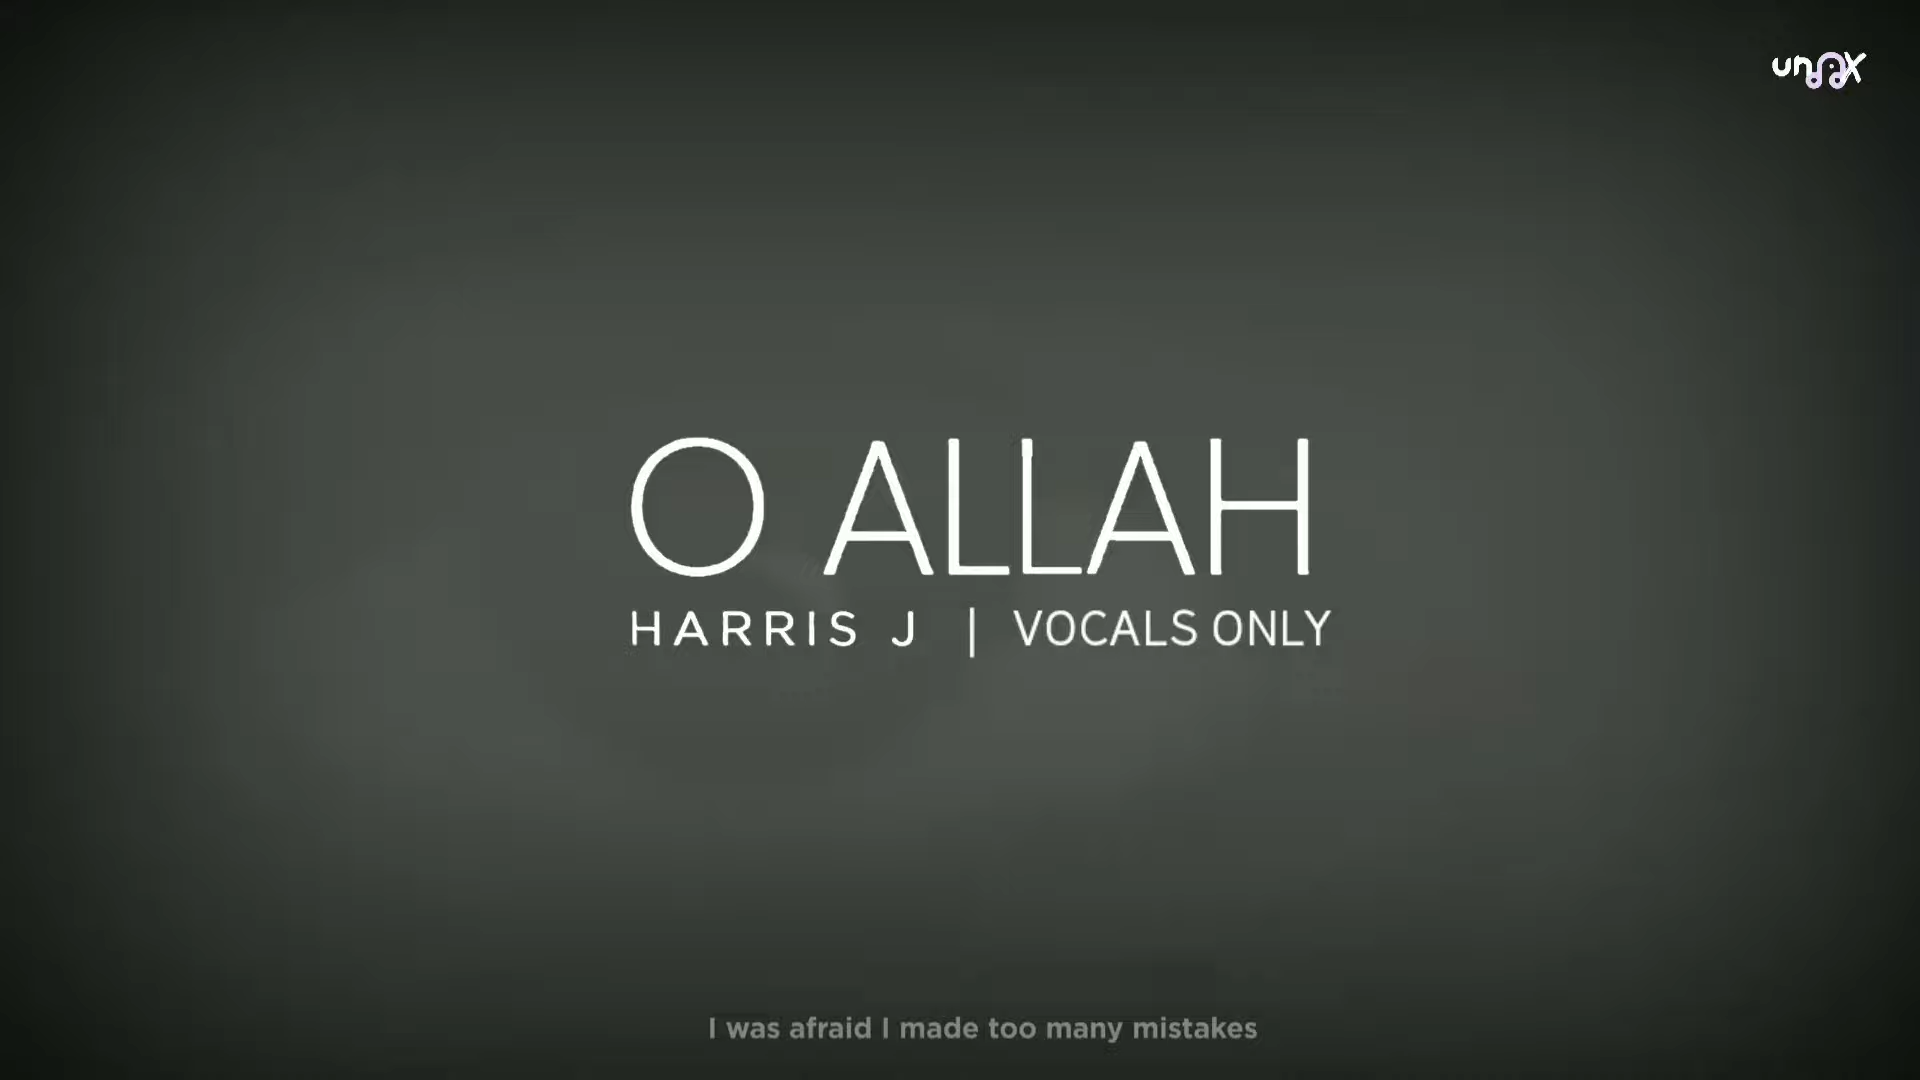 O ALLAH
HARRIS J | VOCALS ONLY
I was afraid I made too many mistakes